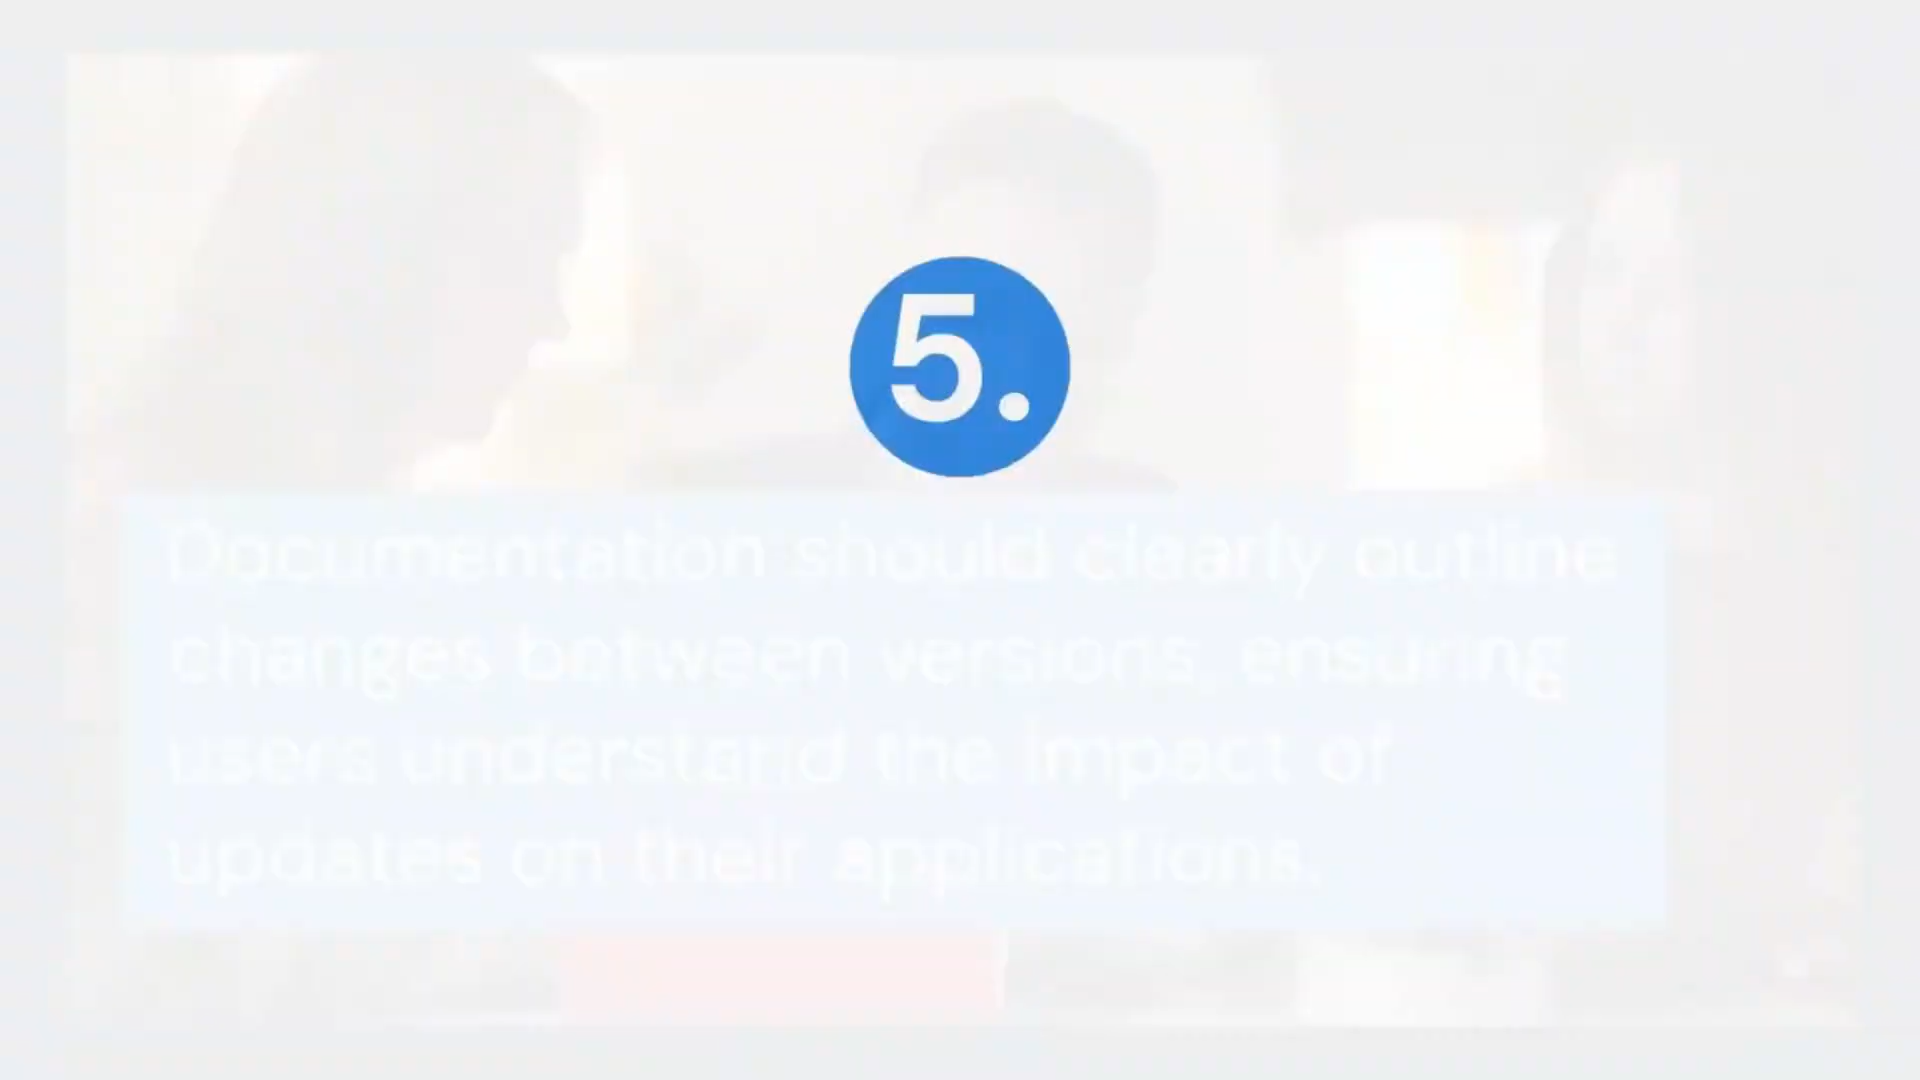 5.
Documentation should clearly outline
changes between versions, ensuring
users understand the impact of
updates on their applications.